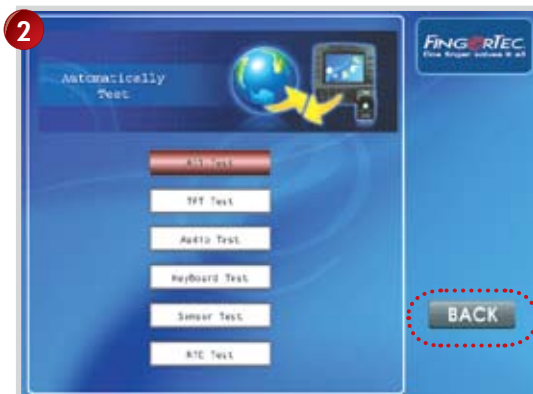 2
FINGERTEC
One finger solves it all
Automatically
Test
All Test
TFT Test
Audio Test
KeyBoard Test
Sensor Test
RTC Test
BACK